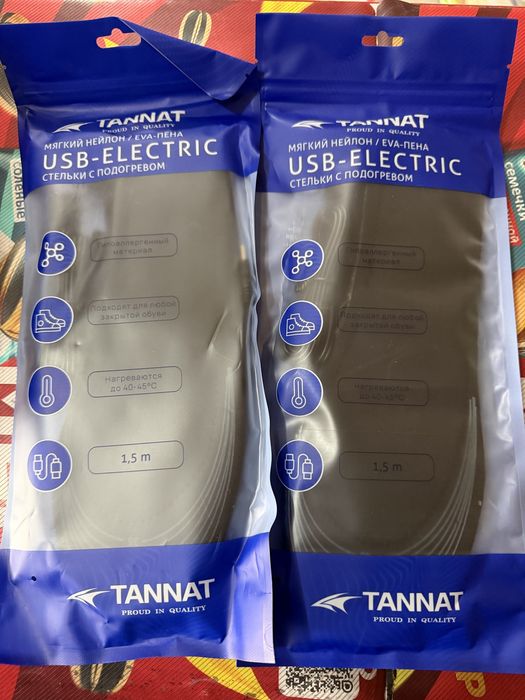 TANNAT
PROUD IN QUALITY
МЯГКИЙ НЕЙЛОН / EVA-ПЕНА
USB-ELECTRIC
СТЕЛЬКИ С ПОДОГРЕВОМ
Гипоаллергенный
материал
Подходят для любой
закрытой обуви
Нагреваются
до 40-45°C
1,5 m
TANNAT
PROUD IN QUALITY
TANNAT
PROUD IN QUALITY
МЯГКИЙ НЕЙЛОН / EVA-ПЕНА
USB-ELECTRIC
СТЕЛЬКИ С ПОДОГРЕВОМ
Гипоаллергенный
материал
Подходят для любой
закрытой обуви
Нагреваются
до 40-45°C
1,5 m
TANNAT
PROUD IN QUALITY
соленые
семечки